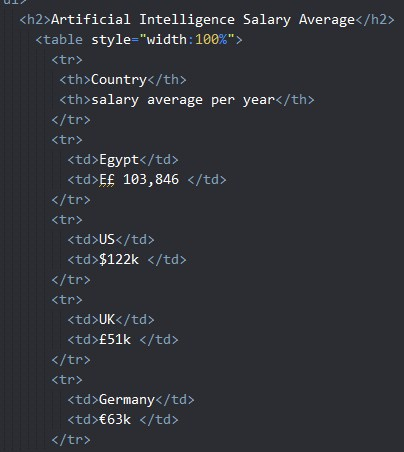 <h2>Artificial Intelligence Salary Average</h2>
<table style="width:100%">
<tr>
<th>Country</th>
<th>salary average per year</th>
</tr>
<tr>
<td>Egypt</td>
<td>E£ 103,846 </td>
</tr>
<tr>
<td>US</td>
<td>$122k </td>
</tr>
<tr>
<td>UK</td>
<td>£51k </td>
</tr>
<tr>
<td>Germany</td>
<td>€63k </td>
</tr>